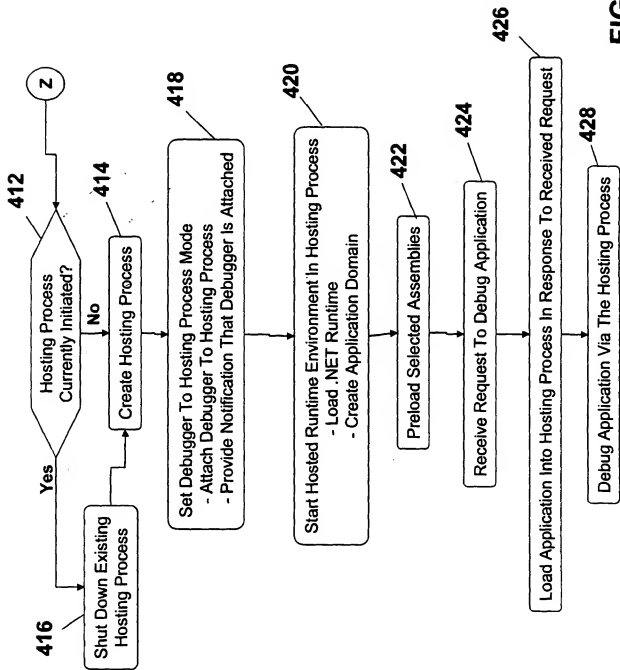 Z
412
Hosting Process
Currently Initiated?
Yes
No
416
Shut Down Existing
Hosting Process
414
Create Hosting Process
418
Set Debugger To Hosting Process Mode
- Attach Debugger To Hosting Process
- Provide Notification That Debugger Is Attached
420
Start Hosted Runtime Environment In Hosting Process
- Load .NET Runtime
- Create Application Domain
422
Preload Selected Assemblies
424
Receive Request To Debug Application
426
Load Application Into Hosting Process In Response To Received Request
428
Debug Application Via The Hosting Process